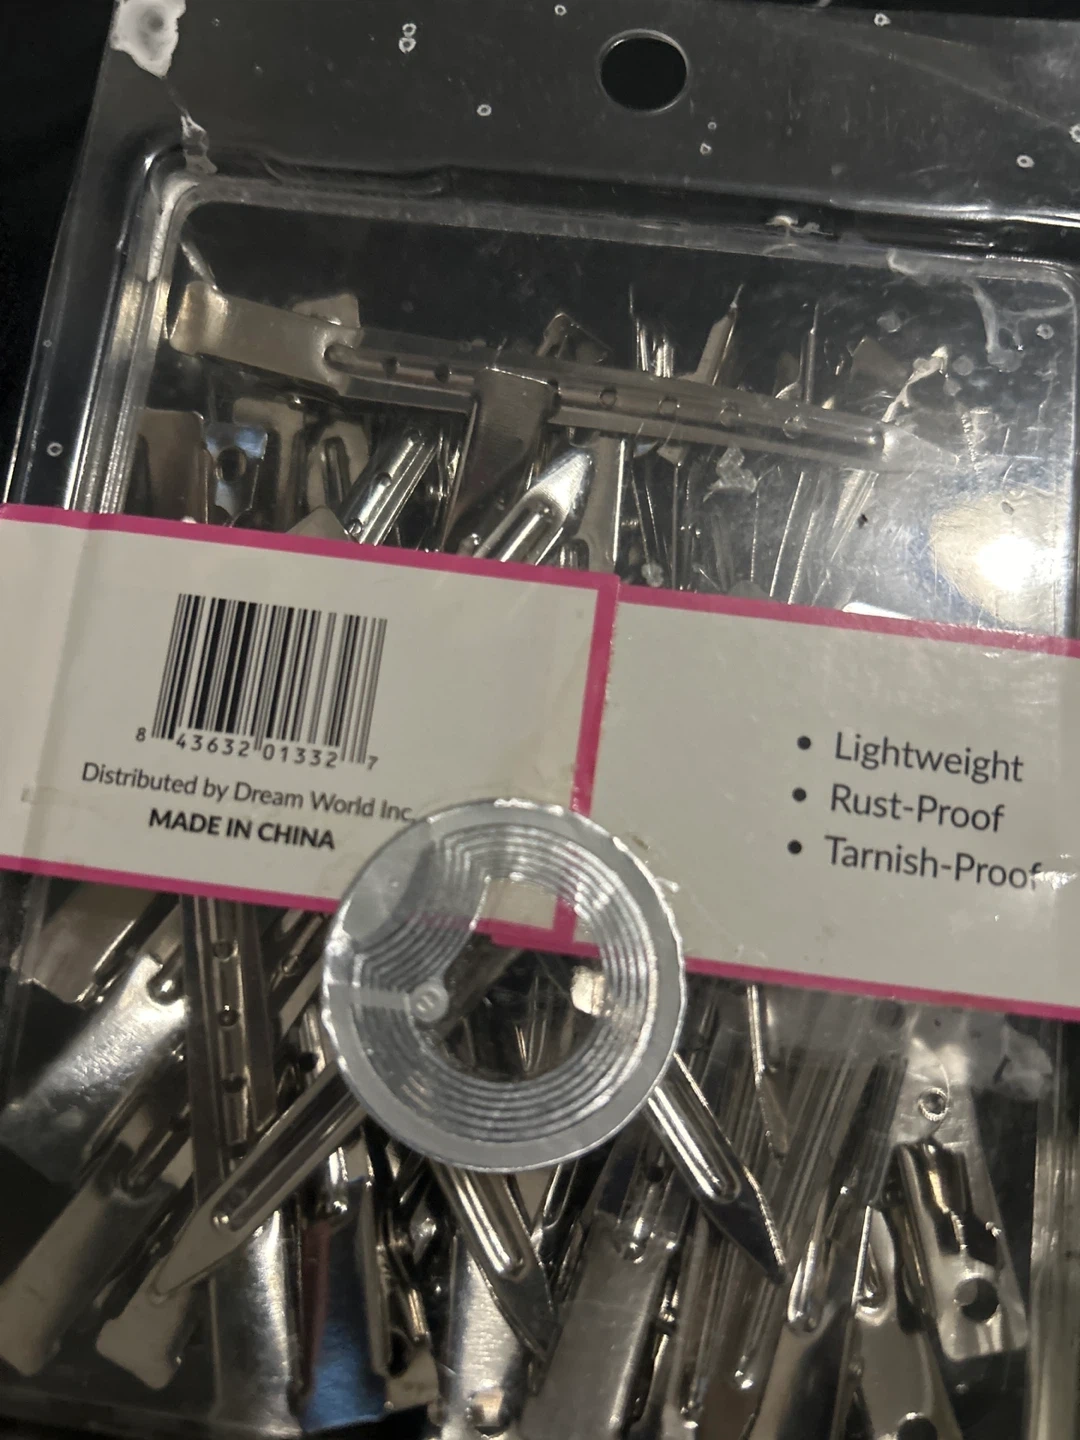 8 43632 01332 7
Distributed by Dream World Inc.
MADE IN CHINA
• Lightweight
• Rust-Proof
• Tarnish-Proof